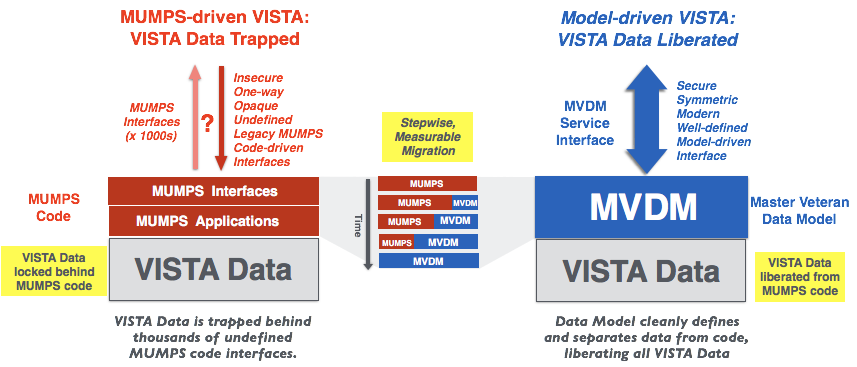 MUMPS-driven VISTA:
VISTA Data Trapped
MUMPS
Interfaces
(x 1000s)
?
Insecure
One-way
Opaque
Undefined
Legacy MUMPS
Code-driven
Interfaces
MUMPS
Code
MUMPS Interfaces
MUMPS Applications
VISTA Data
locked behind
MUMPS code
VISTA Data
VISTA Data is trapped behind
thousands of undefined
MUMPS code interfaces.
Stepwise,
Measurable
Migration
Time
MUMPS
MUMPS MVDM
MUMPS MVDM
MUMPS MVDM
MVDM
Model-driven VISTA:
VISTA Data Liberated
MVDM
Service
Interface
Secure
Symmetric
Modern
Well-defined
Model-driven
Interface
MVDM
Master Veteran
Data Model
VISTA Data
VISTA Data
liberated from
MUMPS code
Data Model cleanly defines
and separates data from code,
liberating all VISTA Data